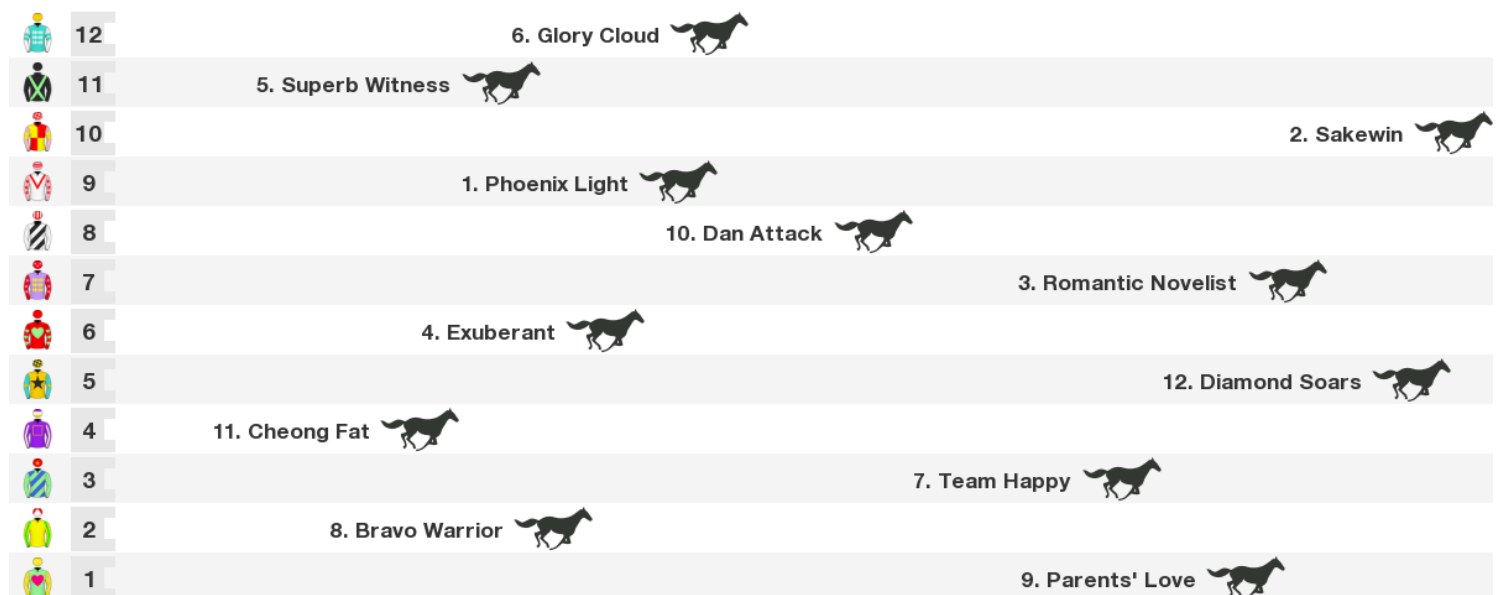 12 6. Glory Cloud
11 5. Superb Witness
10 2. Sakewin
9 1. Phoenix Light
8 10. Dan Attack
7 3. Romantic Novelist
6 4. Exuberant
5 12. Diamond Soars
4 11. Cheong Fat
3 7. Team Happy
2 8. Bravo Warrior
1 9. Parents' Love